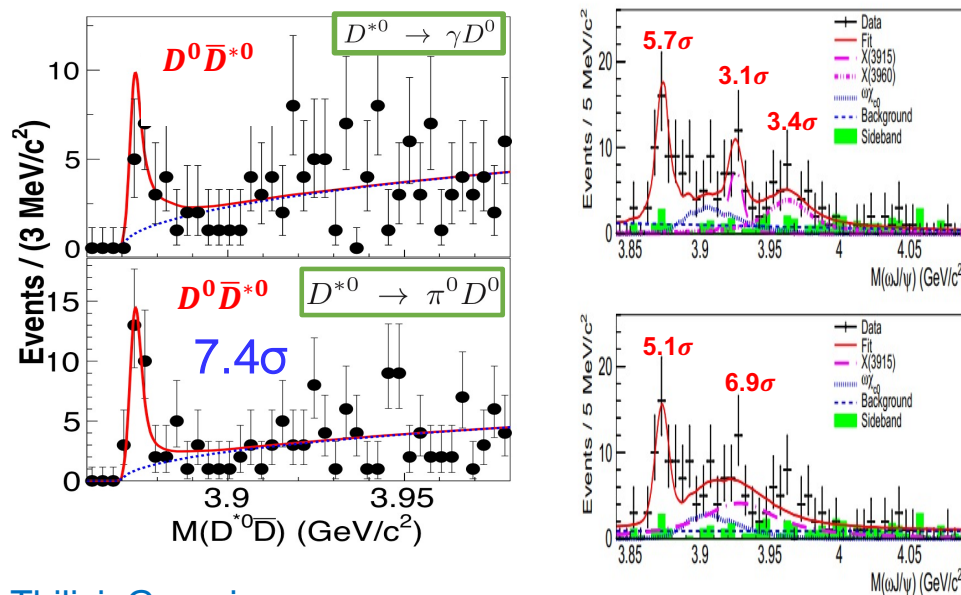 Events / (3 MeV/c²)
10
5
0
D⁰D̅*⁰
D*⁰ → γD⁰
15
10
5
0
D⁰D̅*⁰
D*⁰ → π⁰D⁰
7.4σ
3.9
3.95
M(D*⁰D̅) (GeV/c²)
Events / 5 MeV/c²
20
10
0
5.7σ
3.1σ
3.4σ
Data
Fit
X(3915)
X(3960)
ωχc0
Background
Sideband
3.85
3.9
3.95
4
4.05
M(ωJ/ψ) (GeV/c²
Events / 5 MeV/c²
20
10
0
5.1σ
6.9σ
Data
Fit
X(3915)
ωχc0
Background
Sideband
3.85
3.9
3.95
4
4.05
M(ωJ/ψ) (GeV/c²